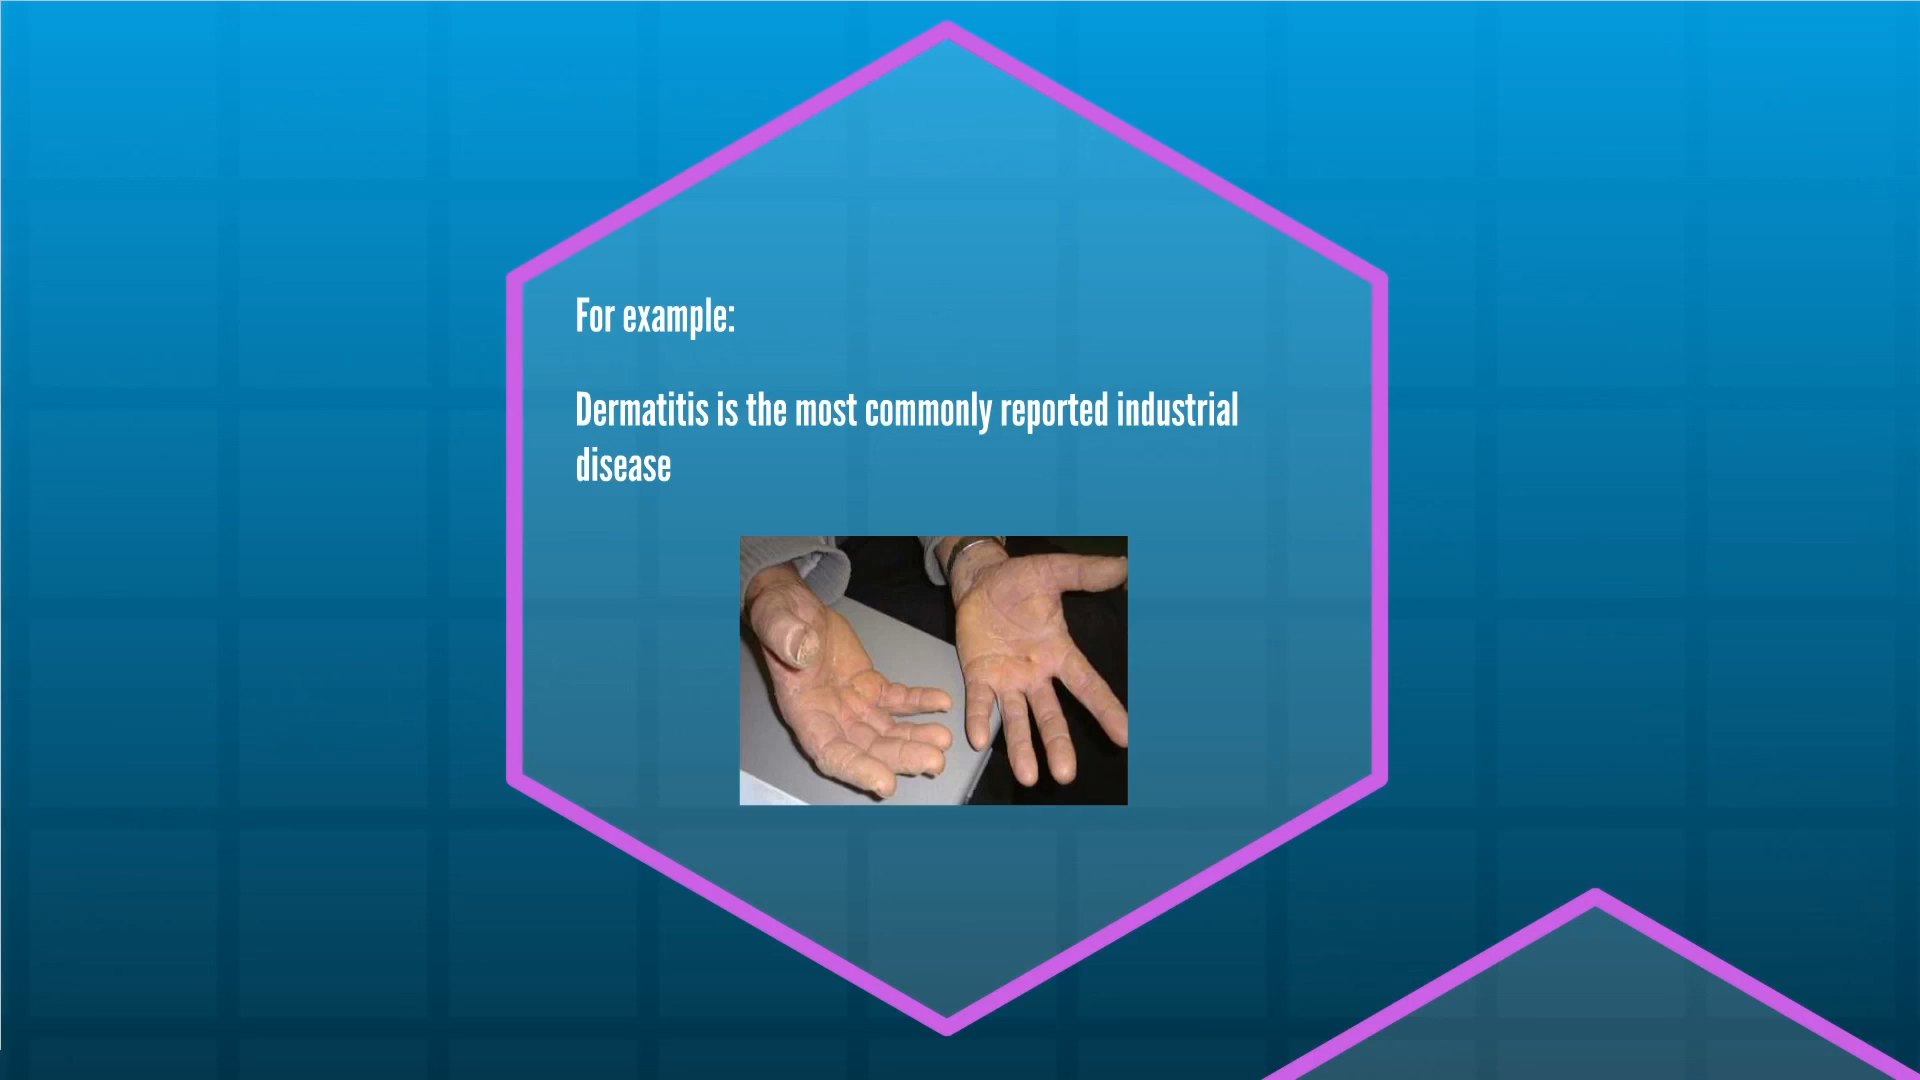 For example:
Dermatitis is the most commonly reported industrial
disease